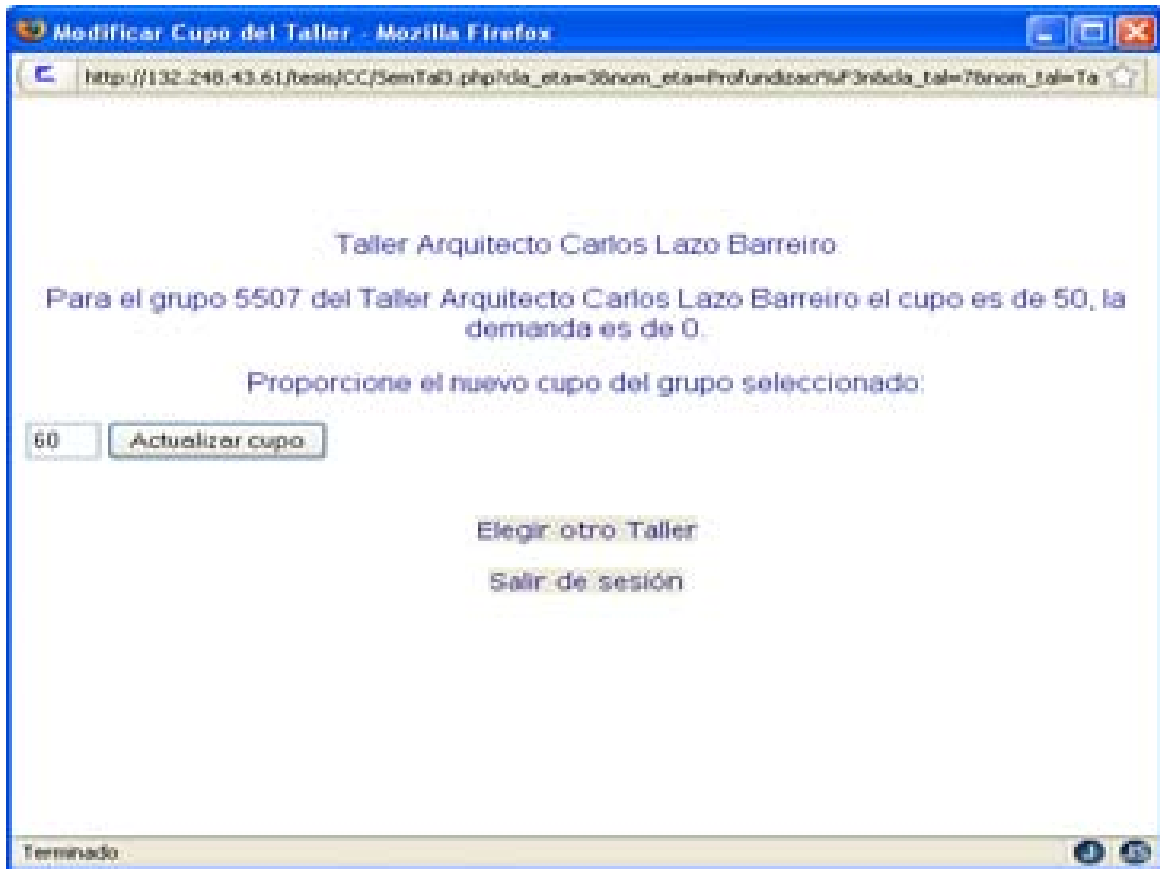 Modificar Cupo del Taller - Mozilla Firefox
http://132.248.43.61/tesis/CC/SemTal3.php?cla_eta=3&nom_eta=Profundizaci%F3n&cla_tal=7&nom_tal=Ta
Taller Arquitecto Carlos Lazo Barreiro
Para el grupo 5507 del Taller Arquitecto Carlos Lazo Barreiro el cupo es de 50, la
demanda es de 0.
Proporcione el nuevo cupo del grupo seleccionado:
60 Actualizar cupo
Elegir otro Taller
Salir de sesión
Terminado